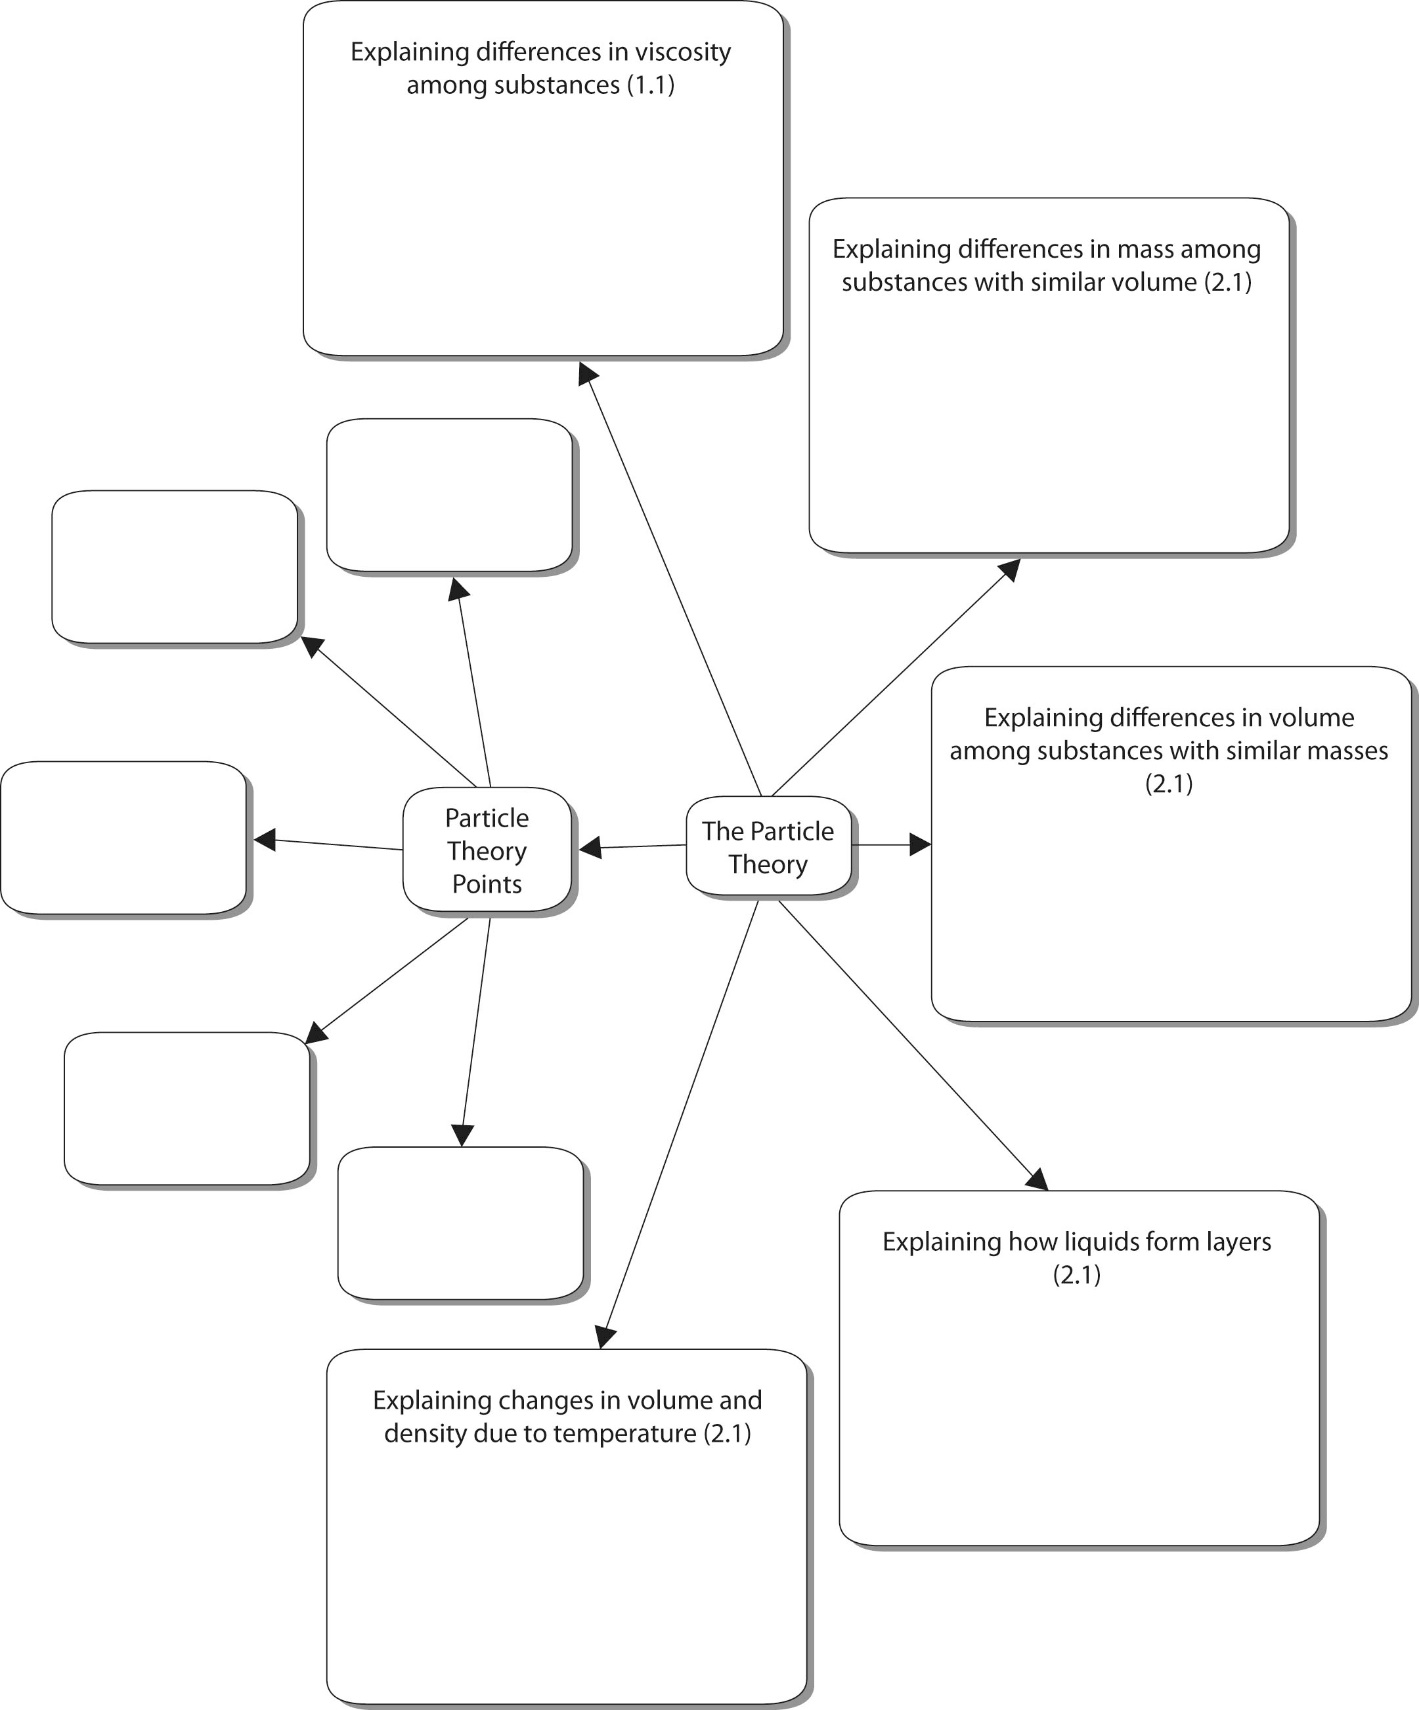 Explaining differences in viscosity
among substances (1.1)
Explaining differences in mass among
substances with similar volume (2.1)
Explaining differences in volume
among substances with similar masses
(2.1)
Particle
Theory
Points
The Particle
Theory
Explaining how liquids form layers
(2.1)
Explaining changes in volume and
density due to temperature (2.1)